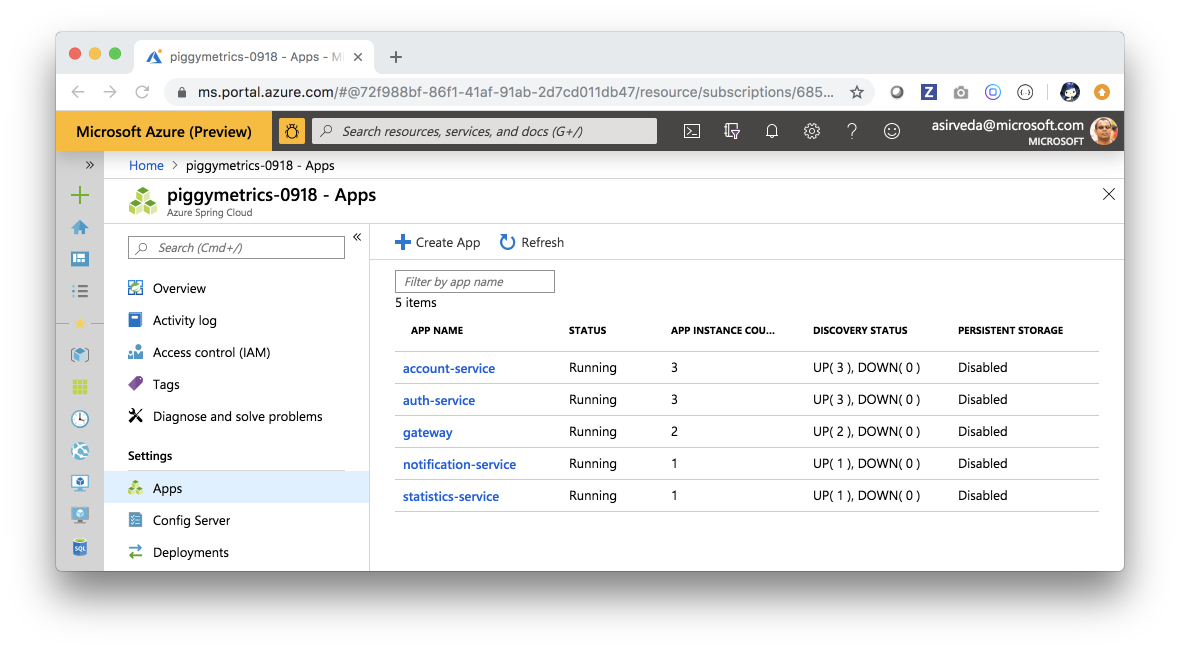 piggymetrics-0918 - Apps - M
ms.portal.azure.com/#@72f988bf-86f1-41af-91ab-2d7cd011db47/resource/subscriptions/685...
Z
Microsoft Azure (Preview)
Search resources, services, and docs (G+/)
asirveda@microsoft.com
MICROSOFT
Home > piggymetrics-0918 - Apps
piggymetrics-0918 - Apps
Azure Spring Cloud
Search (Cmd+/)
Overview
Activity log
Access control (IAM)
Tags
Diagnose and solve problems
Settings
Apps
Config Server
Deployments
SQL
Create App Refresh
Filter by app name
5 items
APP NAME STATUS APP INSTANCE COU... DISCOVERY STATUS PERSISTENT STORAGE
account-service Running 3 UP( 3 ), DOWN( 0 ) Disabled
auth-service Running 3 UP( 3 ), DOWN( 0 ) Disabled
gateway Running 2 UP( 2 ), DOWN( 0 ) Disabled
notification-service Running 1 UP( 1 ), DOWN( 0 ) Disabled
statistics-service Running 1 UP( 1 ), DOWN( 0 ) Disabled